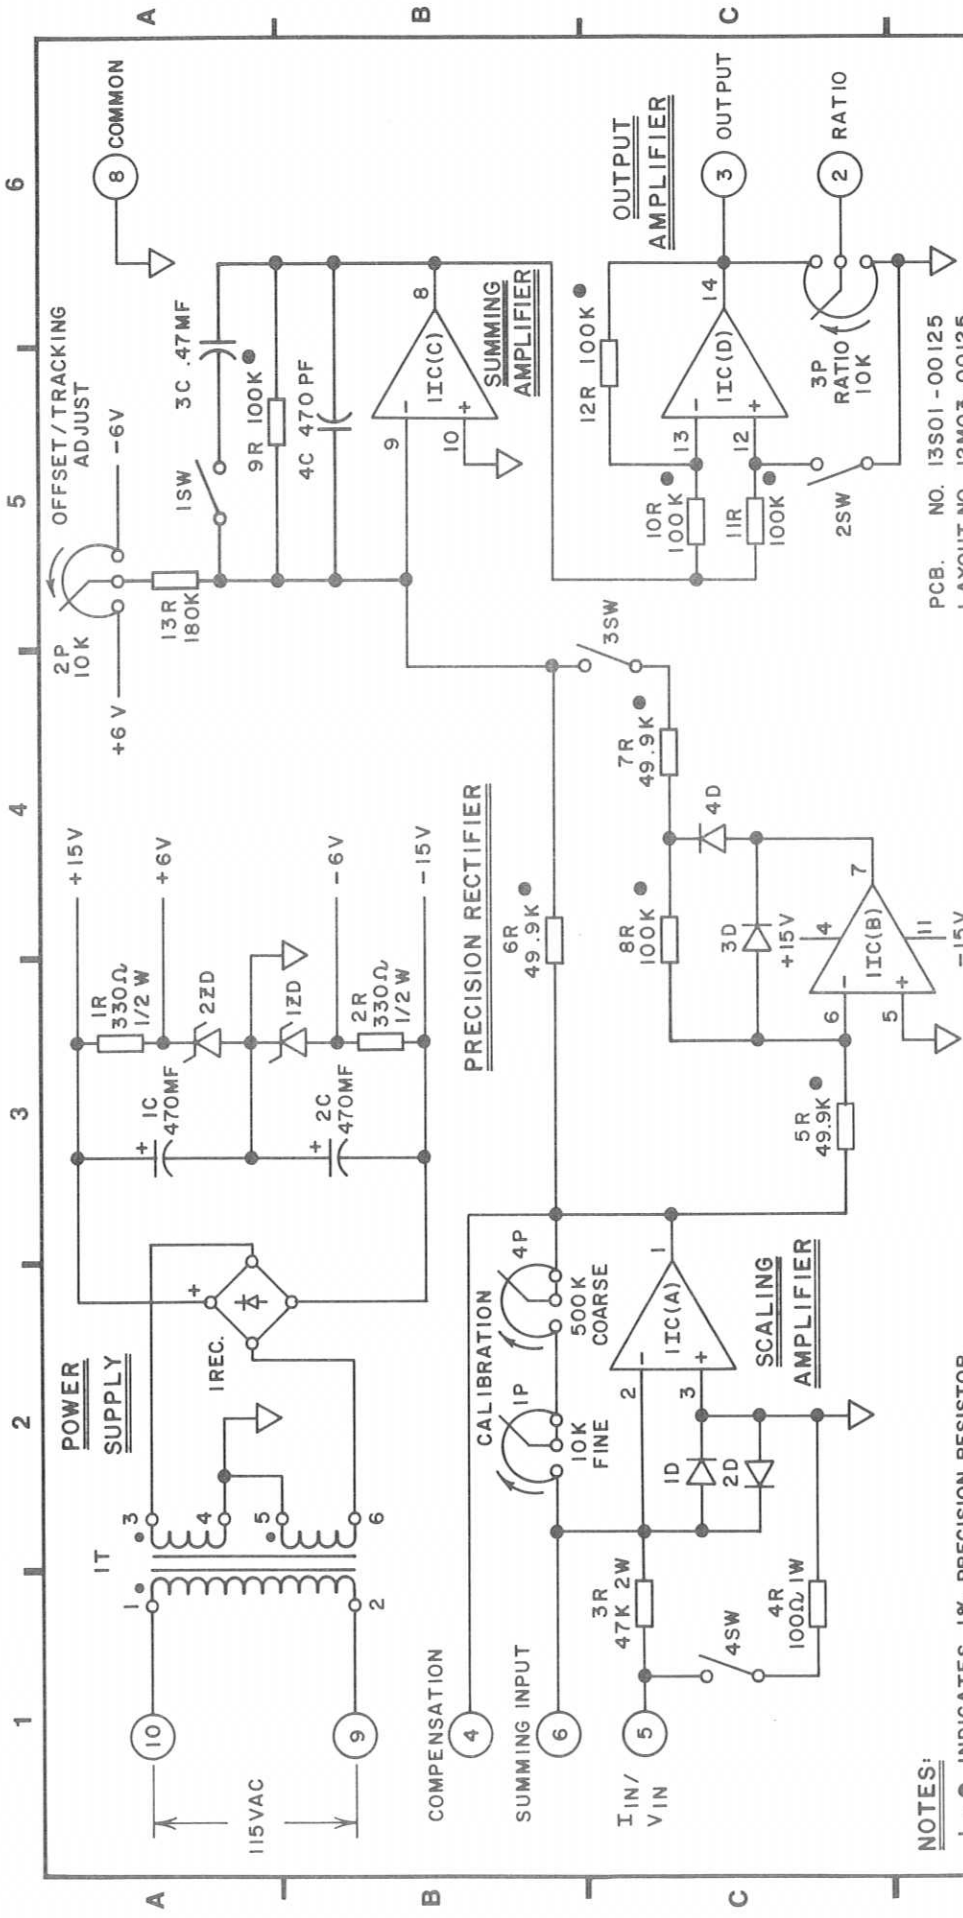 1
2
3
4
5
6
A
B
C
A
B
C
115VAC
10
9
1
2
1T
3
4
5
6
POWER
SUPPLY
1REC.
+
+
1C
470MF
+
2C
470MF
1R
330Ω
1/2 W
2ZD
1ZD
2R
330Ω
1/2 W
+15V
+6V
-6V
-15V
+6V
2P
10K
OFFSET/TRACKING
ADJUST
-6V
8
COMMON
13R
180K
1SW
3C .47MF
9R 100K
4C 470PF
9
10
-
+
1IC(C)
8
SUMMING
AMPLIFIER
COMPENSATION
4
SUMMING INPUT
6
IIN/
VIN
5
CALIBRATION
1P
10K
FINE
4P
500K
COARSE
3R
47K 2W
4SW
4R
100Ω 1W
1D
2D
2
3
-
+
1IC(A)
1
SCALING
AMPLIFIER
PRECISION RECTIFIER
6R
49.9K
5R
49.9K
8R
100K
3D
4D
6
5
-
+
1IC(B)
7
+15V
4
11
-15V
7R
49.9K
3SW
10R
100K
11R
100K
12R 100K
13
12
-
+
1IC(D)
14
OUTPUT
AMPLIFIER
3
OUTPUT
2
RATIO
3P
RATIO
10K
2SW
PCB. NO. 13S01-00125
NOTES:
INDICATES 1% PRECISION RESISTOR